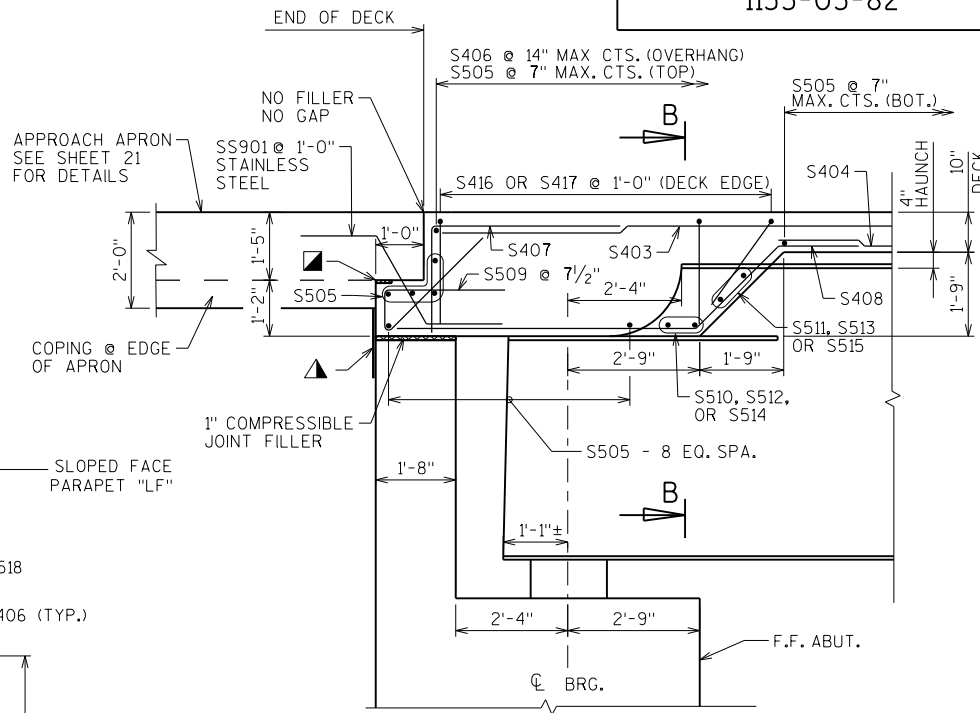 1133-03-82
END OF DECK
S406 @ 14" MAX CTS. (OVERHANG)
S505 @ 7" MAX. CTS. (TOP)
S505 @ 7"
MAX. CTS. (BOT.)
NO FILLER
NO GAP
B
APPROACH APRON
SEE SHEET 21
FOR DETAILS
SS901 @ 1'-0"
STAINLESS
STEEL
S404
4"
HAUNCH
10"
DECK
S416 OR S417 @ 1'-0" (DECK EDGE)
2'-0"
1'-5"
1'-0"
S407
S403
S509 @ 7 1/2"
S505
2'-4"
S408
1'-2"
1'-9"
S511, S513
OR S515
COPING @ EDGE
OF APRON
2'-9"
1'-9"
S510, S512,
OR S514
1" COMPRESSIBLE
JOINT FILLER
S505 - 8 EQ. SPA.
SLOPED FACE
PARAPET "LF"
1'-8"
B
1'-1"±
518
406 (TYP.)
2'-4"
2'-9"
F.F. ABUT.
℄ BRG.